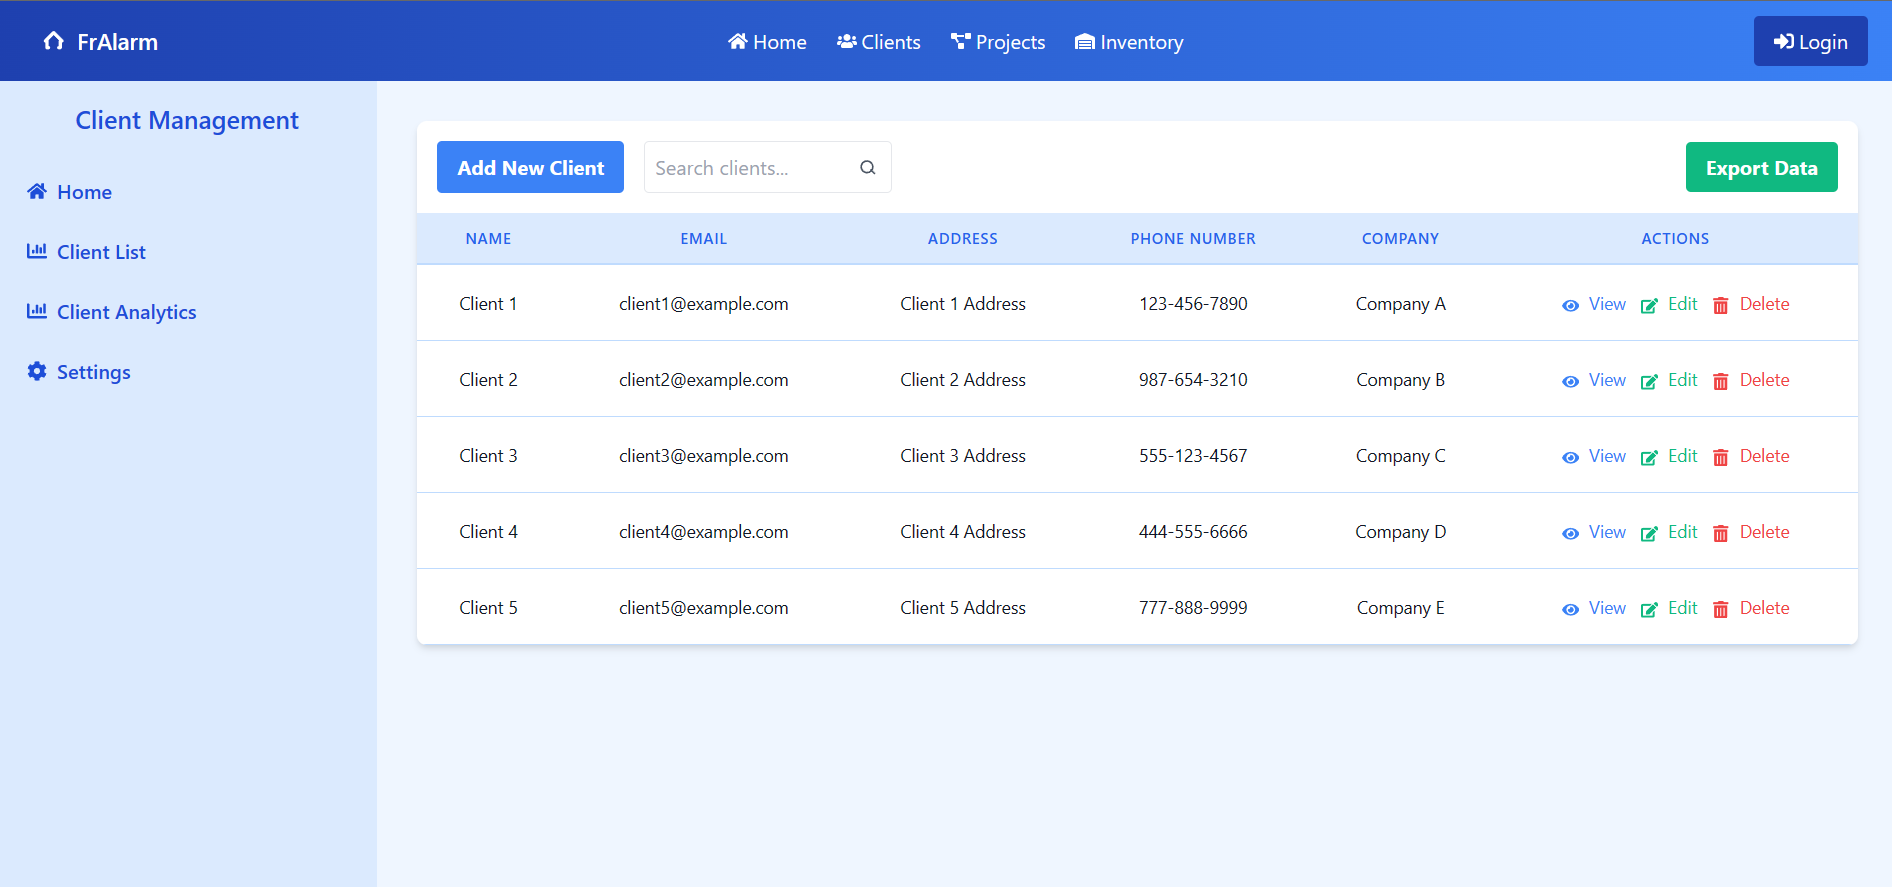 FrAlarm
Home Clients Projects Inventory
Login
Client Management
Home
Client List
Client Analytics
Settings
Add New Client
Search clients...
Export Data
NAME EMAIL ADDRESS PHONE NUMBER COMPANY ACTIONS
Client 1 client1@example.com Client 1 Address 123-456-7890 Company A View Edit Delete
Client 2 client2@example.com Client 2 Address 987-654-3210 Company B View Edit Delete
Client 3 client3@example.com Client 3 Address 555-123-4567 Company C View Edit Delete
Client 4 client4@example.com Client 4 Address 444-555-6666 Company D View Edit Delete
Client 5 client5@example.com Client 5 Address 777-888-9999 Company E View Edit Delete